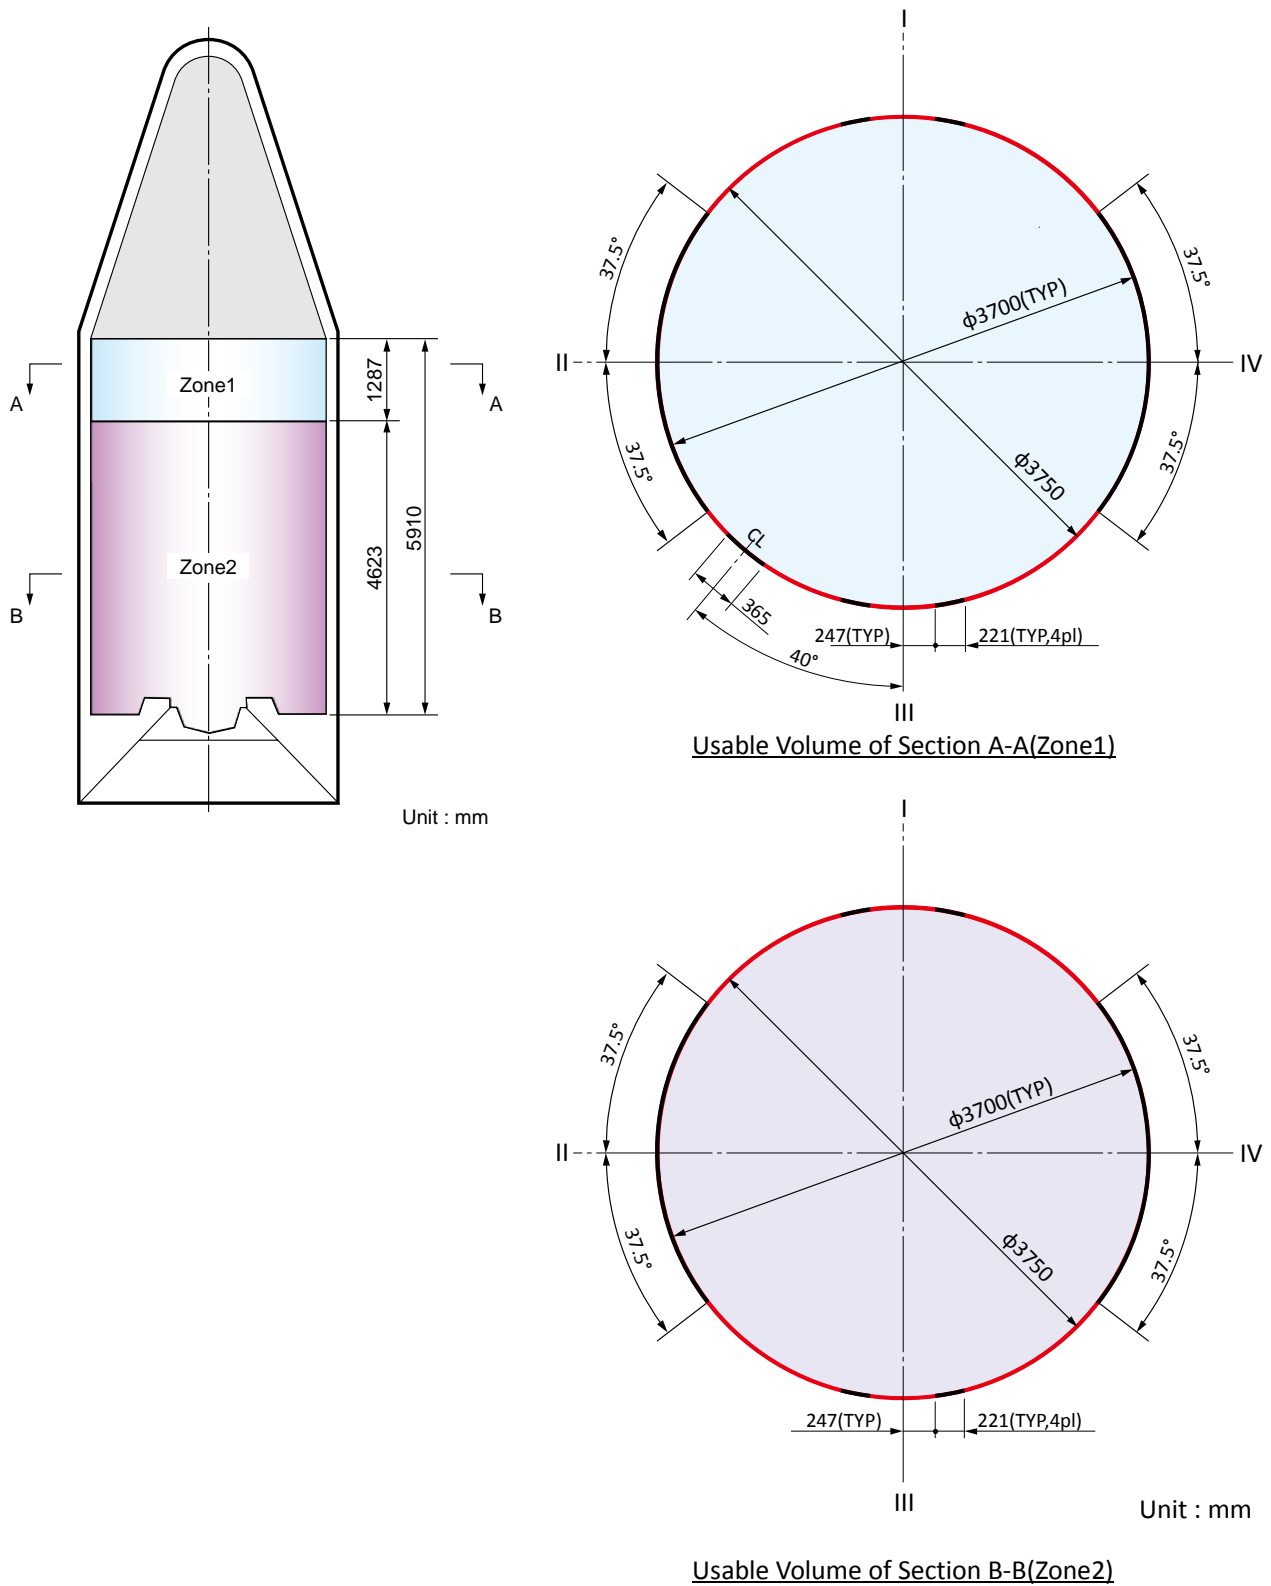 Zone1
A
A
1287
Zone2
4623
5910
B
B
Unit : mm
I
37.5°
37.5°
ϕ3700(TYP)
II
IV
37.5°
37.5°
ϕ3750
CL
365
40°
247(TYP)
221(TYP,4pl)
III
Usable Volume of Section A-A(Zone1)
I
37.5°
37.5°
ϕ3700(TYP)
II
IV
37.5°
37.5°
ϕ3750
247(TYP)
221(TYP,4pl)
III
Unit : mm
Usable Volume of Section B-B(Zone2)